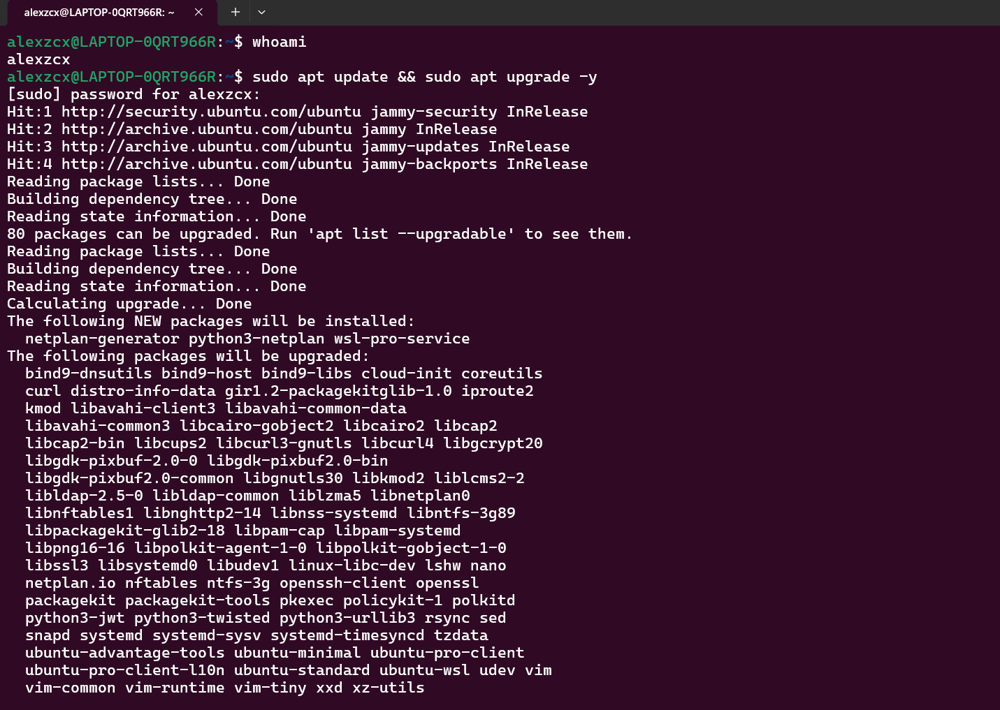 alexzcx@LAPTOP-0QRT966R: ~
alexzcx@LAPTOP-0QRT966R:~$ whoami
alexzcx
alexzcx@LAPTOP-0QRT966R:~$ sudo apt update && sudo apt upgrade -y
[sudo] password for alexzcx:
Hit:1 http://security.ubuntu.com/ubuntu jammy-security InRelease
Hit:2 http://archive.ubuntu.com/ubuntu jammy InRelease
Hit:3 http://archive.ubuntu.com/ubuntu jammy-updates InRelease
Hit:4 http://archive.ubuntu.com/ubuntu jammy-backports InRelease
Reading package lists... Done
Building dependency tree... Done
Reading state information... Done
80 packages can be upgraded. Run 'apt list --upgradable' to see them.
Reading package lists... Done
Building dependency tree... Done
Reading state information... Done
Calculating upgrade... Done
The following NEW packages will be installed:
  netplan-generator python3-netplan wsl-pro-service
The following packages will be upgraded:
  bind9-dnsutils bind9-host bind9-libs cloud-init coreutils
  curl distro-info-data gir1.2-packagekitglib-1.0 iproute2
  kmod libavahi-client3 libavahi-common-data
  libavahi-common3 libcairo-gobject2 libcairo2 libcap2
  libcap2-bin libcups2 libcurl3-gnutls libcurl4 libgcrypt20
  libgdk-pixbuf-2.0-0 libgdk-pixbuf2.0-bin
  libgdk-pixbuf2.0-common libgnutls30 libkmod2 liblcms2-2
  libldap-2.5-0 libldap-common liblzma5 libnetplan0
  libnftables1 libnghttp2-14 libnss-systemd libntfs-3g89
  libpackagekit-glib2-18 libpam-cap libpam-systemd
  libpng16-16 libpolkit-agent-1-0 libpolkit-gobject-1-0
  libssl3 libsystemd0 libudev1 linux-libc-dev lshw nano
  netplan.io nftables ntfs-3g openssh-client openssl
  packagekit packagekit-tools pkexec policykit-1 polkitd
  python3-jwt python3-twisted python3-urllib3 rsync sed
  snapd systemd systemd-sysv systemd-timesyncd tzdata
  ubuntu-advantage-tools ubuntu-minimal ubuntu-pro-client
  ubuntu-pro-client-l10n ubuntu-standard ubuntu-wsl udev vim
  vim-common vim-runtime vim-tiny xxd xz-utils